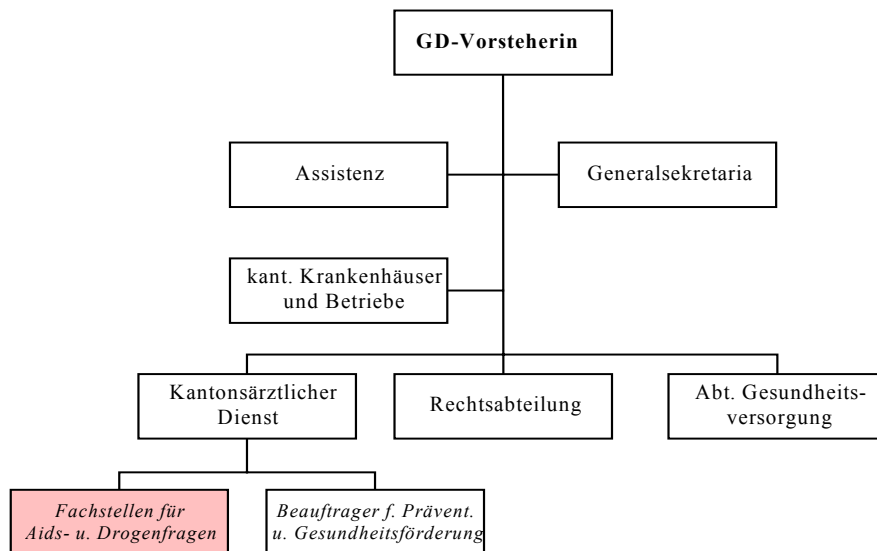 GD-Vorsteherin
Assistenz
Generalsekretaria
kant. Krankenhäuser
und Betriebe
Kantonsärztlicher
Dienst
Rechtsabteilung
Abt. Gesundheits-
versorgung
Fachstellen für
Aids- u. Drogenfragen
Beauftrager f. Prävent.
u. Gesundheitsförderung